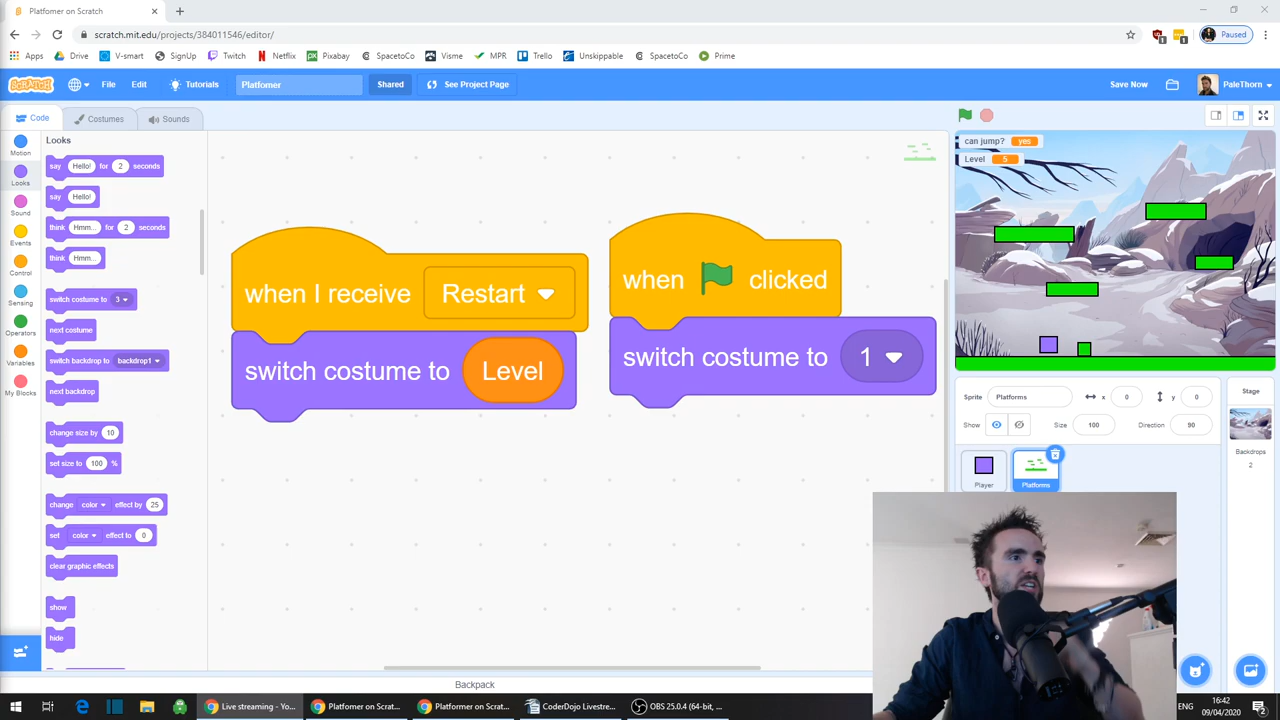 Platfomer on Scratch
scratch.mit.edu/projects/384011546/editor/
Paused
Apps Drive V-smart SignUp Twitch Netflix Pixabay SpacetoCo Visme MPR Trello Unskippable SpacetoCo Prime
SCRATCH File Edit Tutorials Platfomer Shared See Project Page Save Now PaleThorn
Code Costumes Sounds
Motion
Looks
Sound
Events
Control
Sensing
Operators
Variables
My Blocks
Looks
say Hello! for 2 seconds
say Hello!
think Hmm... for 2 seconds
think Hmm...
switch costume to 3
next costume
switch backdrop to backdrop1
next backdrop
change size by 10
set size to 100 %
change color effect by 25
set color effect to 0
clear graphic effects
show
hide
when I receive Restart
switch costume to Level
when clicked
switch costume to 1
can jump? yes
Level 5
Sprite Platforms x 0 y 0
Show Size 100 Direction 90
Player
Platforms
Stage
Backdrops
2
Backpack
Live streaming - Yo...
Platfomer on Scrat...
Platfomer on Scrat...
CoderDojo Livestre...
OBS 25.0.4 (64-bit, ...
ENG
16:42
09/04/2020
2